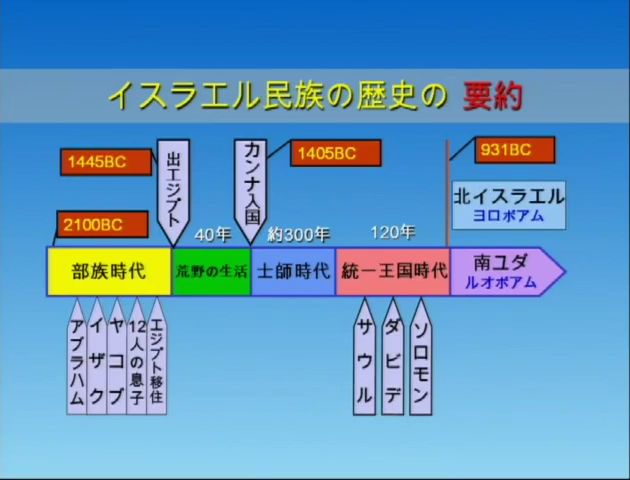 イスラエル民族の歴史の 要約
1445BC
出エジプト
カンナ入国
1405BC
931BC
2100BC
40年
約300年
120年
北イスラエル
ヨロボアム
部族時代
荒野の生活
士師時代
統一王国時代
南ユダ
ルオボアム
アブラハム
イザク
ヤコブ
12人の息子
エジプト移住
サウル
ダビデ
ソロモン